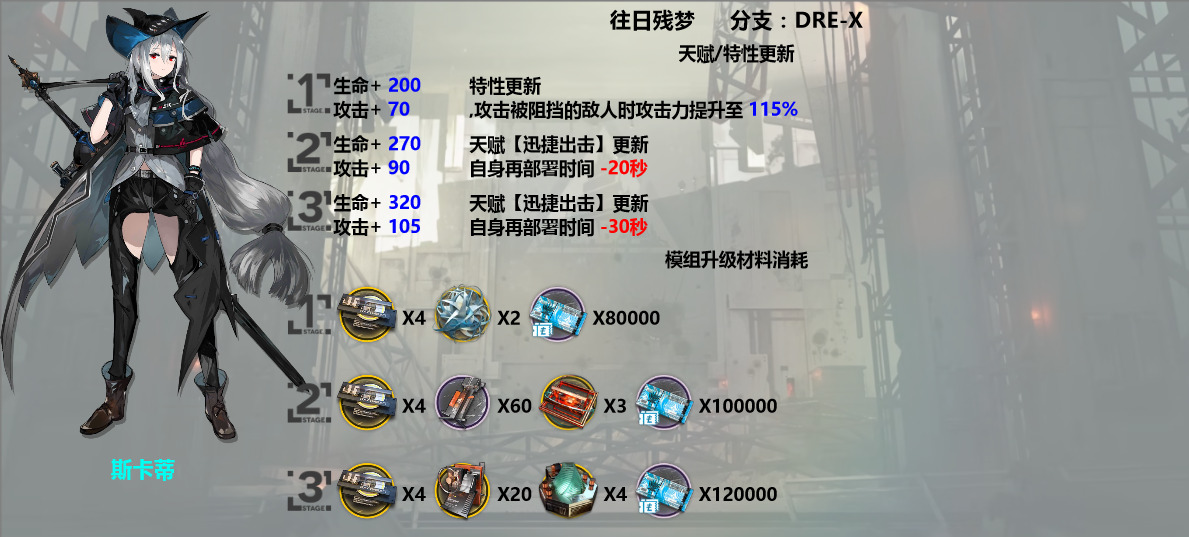 往日残梦 分支：DRE-X
天赋/特性更新
1 STAGE. 生命+ 200 特性更新
攻击+ 70 ,攻击被阻挡的敌人时攻击力提升至 115%
2 STAGE. 生命+ 270 天赋【迅捷出击】更新
攻击+ 90 自身再部署时间 -20秒
3 STAGE. 生命+ 320 天赋【迅捷出击】更新
攻击+ 105 自身再部署时间 -30秒
模组升级材料消耗
1 STAGE. X4 X2 X80000
2 STAGE. X4 X60 X3 X100000
斯卡蒂
3 STAGE. X4 X20 X4 X120000